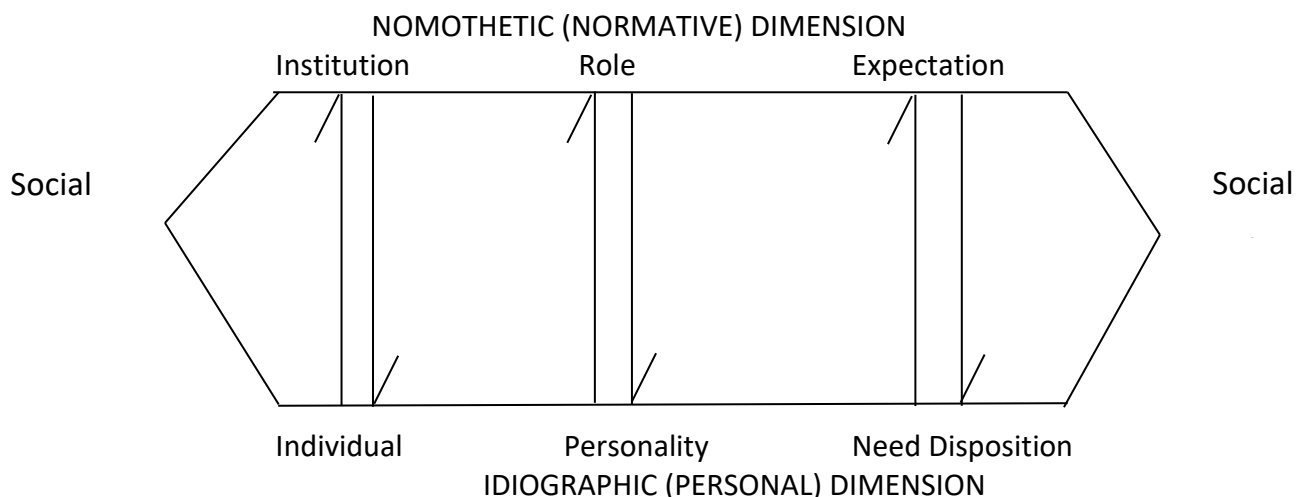 NOMOTHETIC (NORMATIVE) DIMENSION
Institution Role Expectation
Social Social
Individual Personality Need Disposition
IDIOGRAPHIC (PERSONAL) DIMENSION